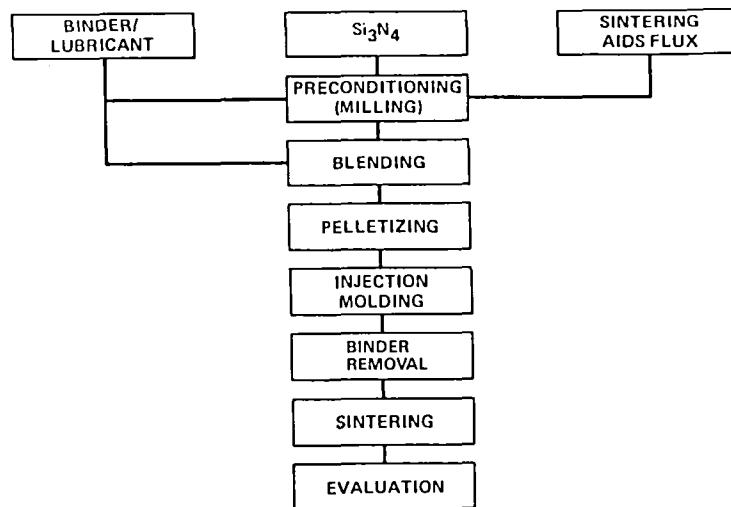 BINDER/
LUBRICANT
Si₃N₄
SINTERING
AIDS FLUX
PRECONDITIONING
(MILLING)
BLENDING
PELLETIZING
INJECTION
MOLDING
BINDER
REMOVAL
SINTERING
EVALUATION